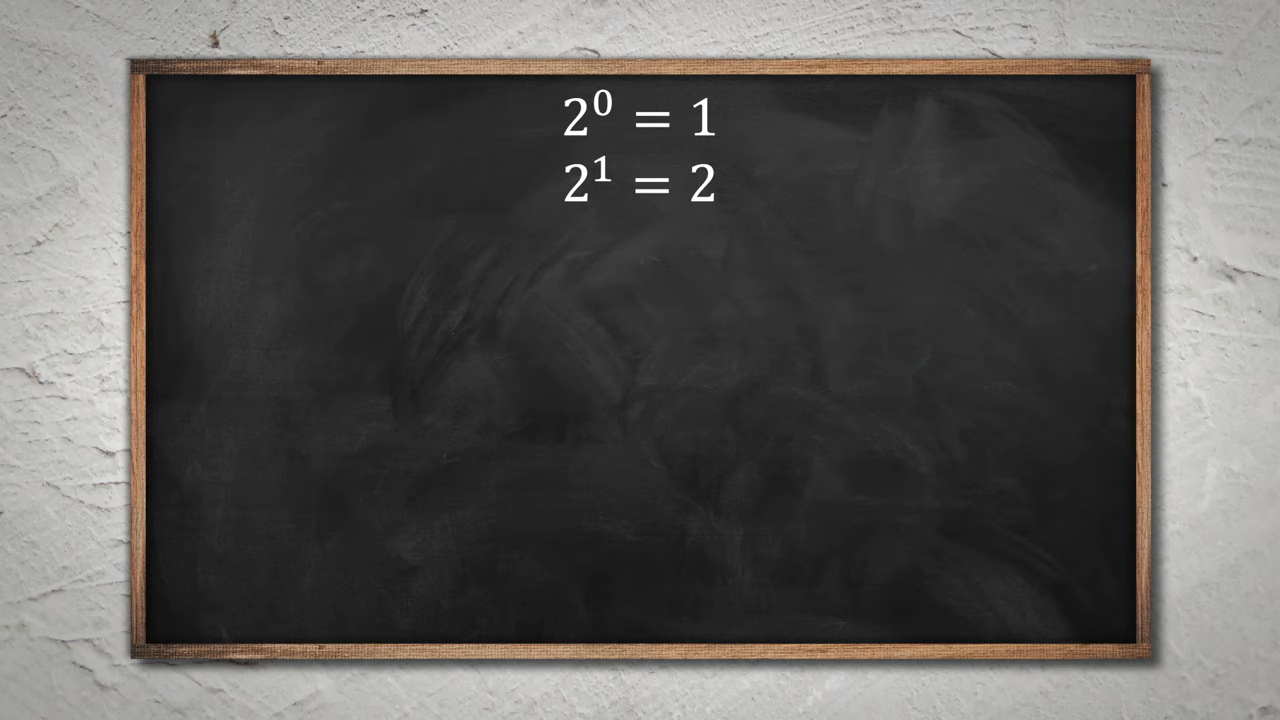 2⁰ = 1
2¹ = 2